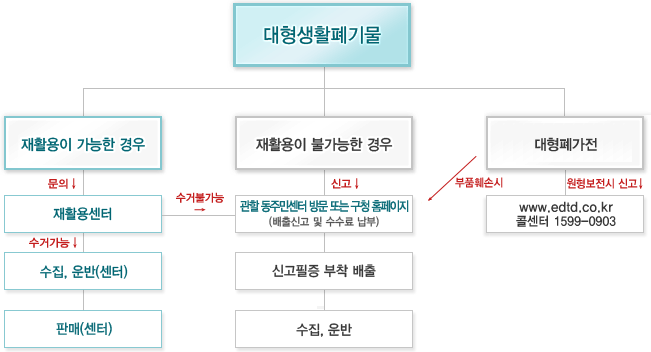 대형생활폐기물
재활용이 가능한 경우
재활용이 불가능한 경우
대형폐가전
문의↓
수거불가능
→
신고↓
부품훼손시
원형보전시 신고↓
재활용센터
관할 동주민센터 방문 또는 구청 홈페이지
(배출신고 및 수수료 납부)
www.edtd.co.kr
콜센터 1599-0903
수거가능↓
수집, 운반(센터)
신고필증 부착 배출
판매(센터)
수집, 운반